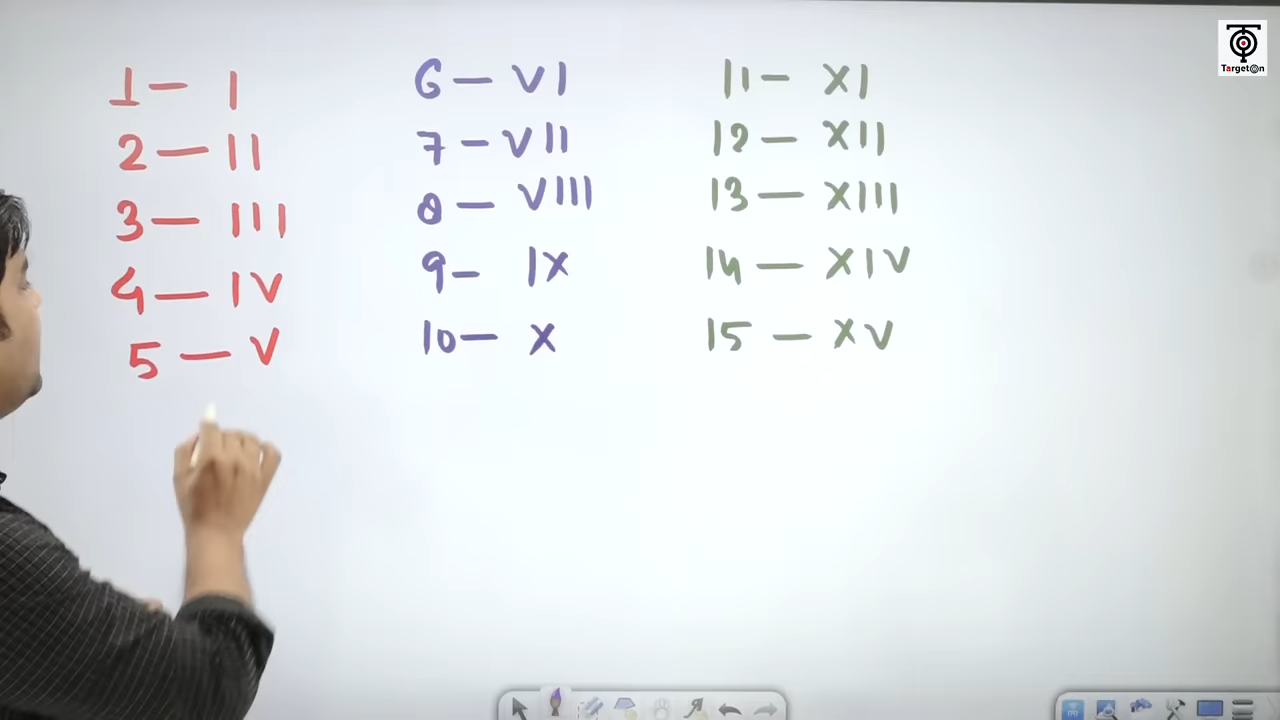 1 — I
2 — II
3 — III
4 — IV
5 — V
6 — VI
7 — VII
8 — VIII
9 — IX
10 — X
11 — XI
12 — XII
13 — XIII
14 — XIV
15 — XV
TargetOn